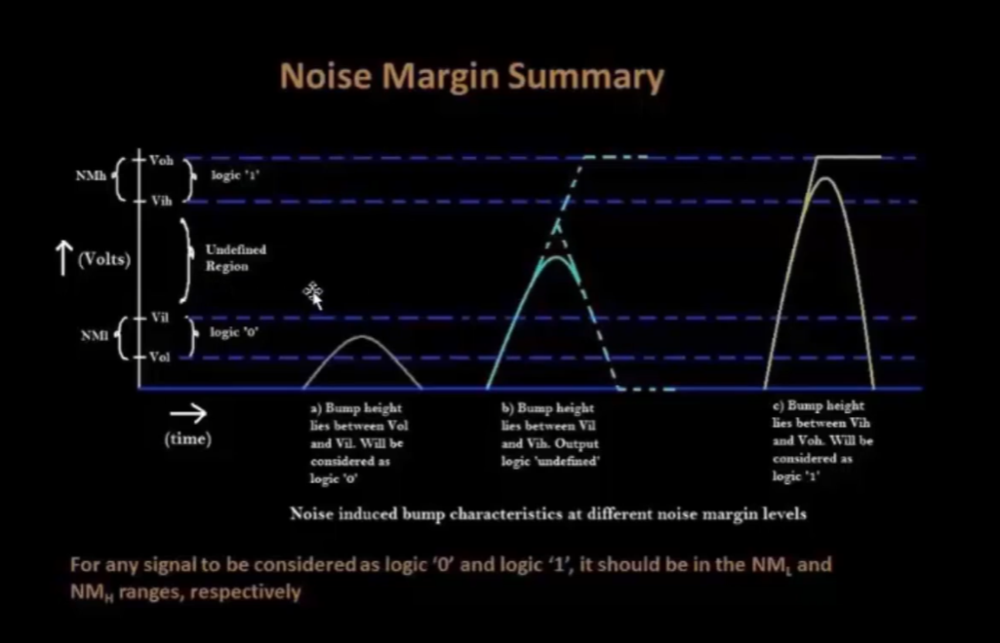 Noise Margin Summary
Voh
NMh
logic '1'
Vih
Undefined
Region
(Volts)
Vil
NMl
logic '0'
Vol
(time)
a) Bump height
lies between Vol
and Vil. Will be
considered as
logic '0'
b) Bump height
lies between Vil
and Vih. Output
logic 'undefined'
c) Bump height
lies between Vih
and Voh. Will be
considered as
logic '1'
Noise induced bump characteristics at different noise margin levels
For any signal to be considered as logic ‘0’ and logic ‘1’, it should be in the NML and
NMH ranges, respectively